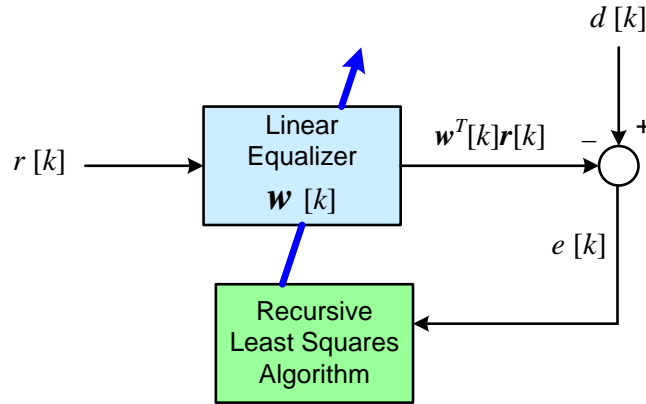 d [k]
Linear
Equalizer
w [k]
r [k]
w^T[k]r[k]
−
+
e [k]
Recursive
Least Squares
Algorithm